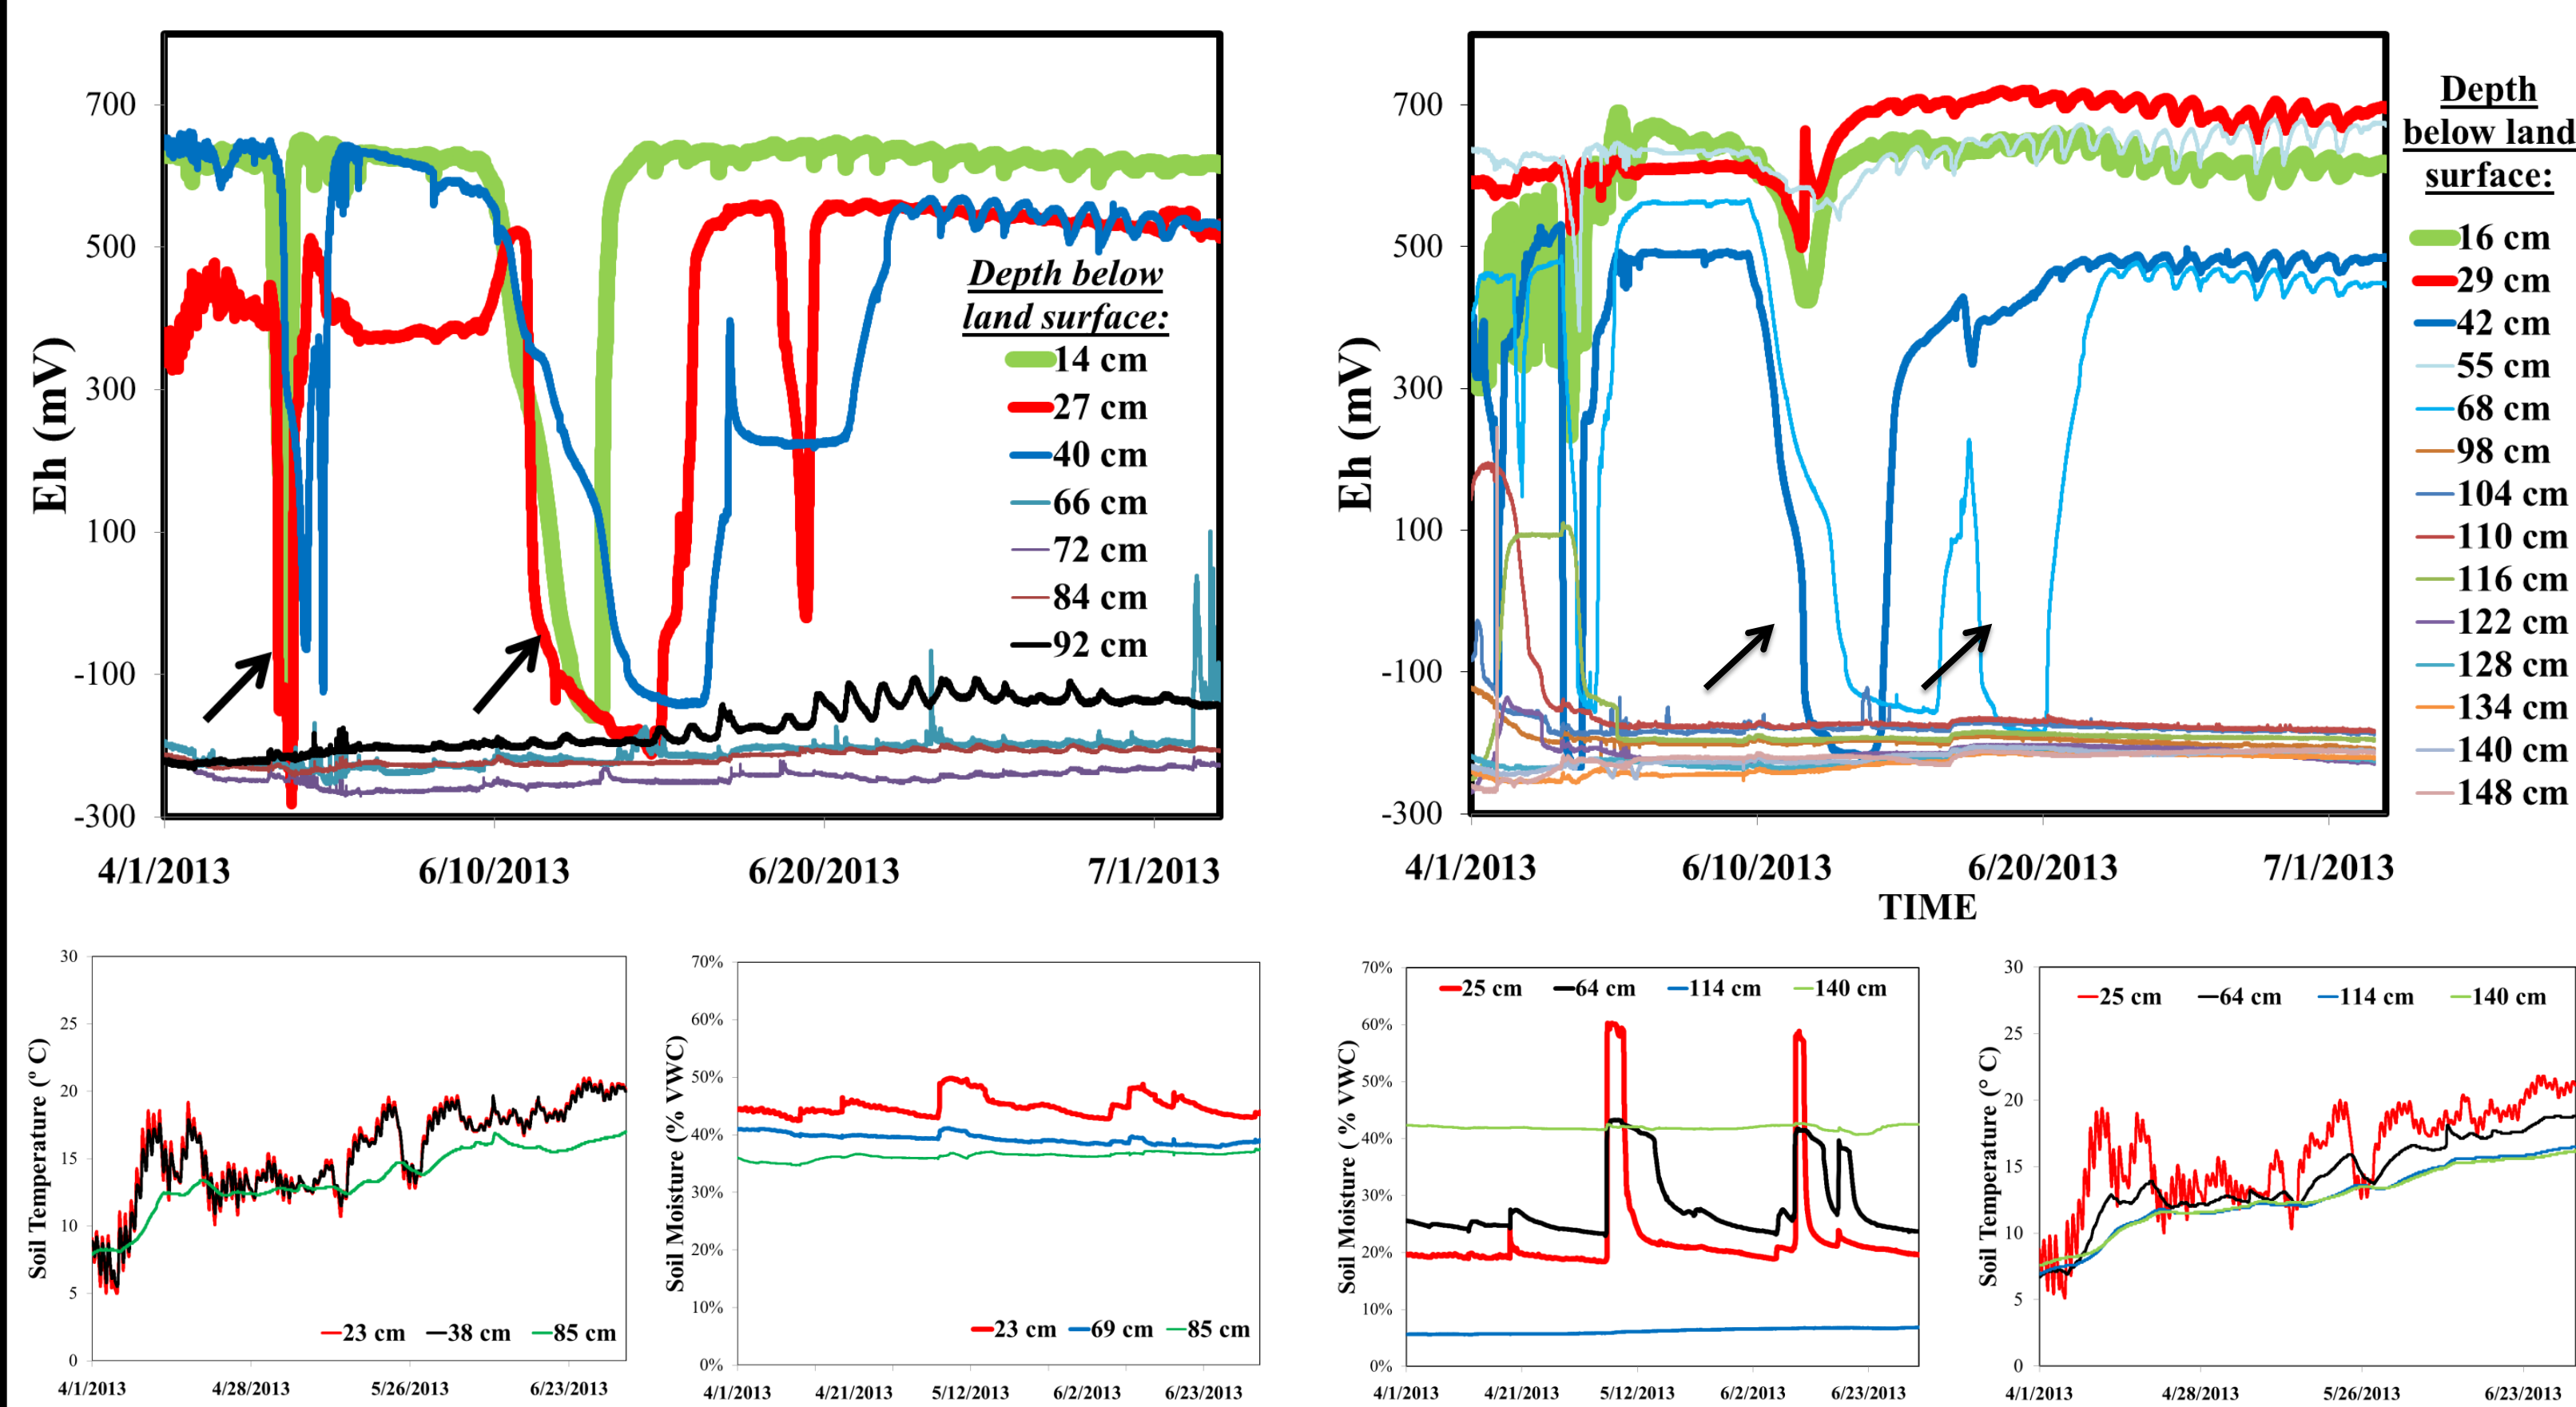 700
500
300
100
-100
-300
Eh (mV)
Depth below
land surface:
14 cm
27 cm
40 cm
66 cm
72 cm
84 cm
92 cm
4/1/2013
6/10/2013
6/20/2013
7/1/2013
700
500
300
100
-100
-300
Eh (mV)
4/1/2013
6/10/2013
6/20/2013
7/1/2013
TIME
Depth
below land
surface:
16 cm
29 cm
42 cm
55 cm
68 cm
98 cm
104 cm
110 cm
116 cm
122 cm
128 cm
134 cm
140 cm
148 cm
30
25
20
15
10
5
0
Soil Temperature (º C)
23 cm 38 cm 85 cm
4/1/2013 4/28/2013 5/26/2013 6/23/2013
70%
60%
50%
40%
30%
20%
10%
0%
Soil Moisture (% VWC)
23 cm 69 cm 85 cm
4/1/2013 4/21/2013 5/12/2013 6/2/2013 6/23/2013
70%
60%
50%
40%
30%
20%
10%
0%
Soil Moisture ( % VWC)
25 cm 64 cm 114 cm 140 cm
4/1/2013 4/21/2013 5/12/2013 6/2/2013 6/23/2013
30
25
20
15
10
5
0
Soil Temperature (° C)
25 cm 64 cm 114 cm 140 cm
4/1/2013 4/28/2013 5/26/2013 6/23/2013